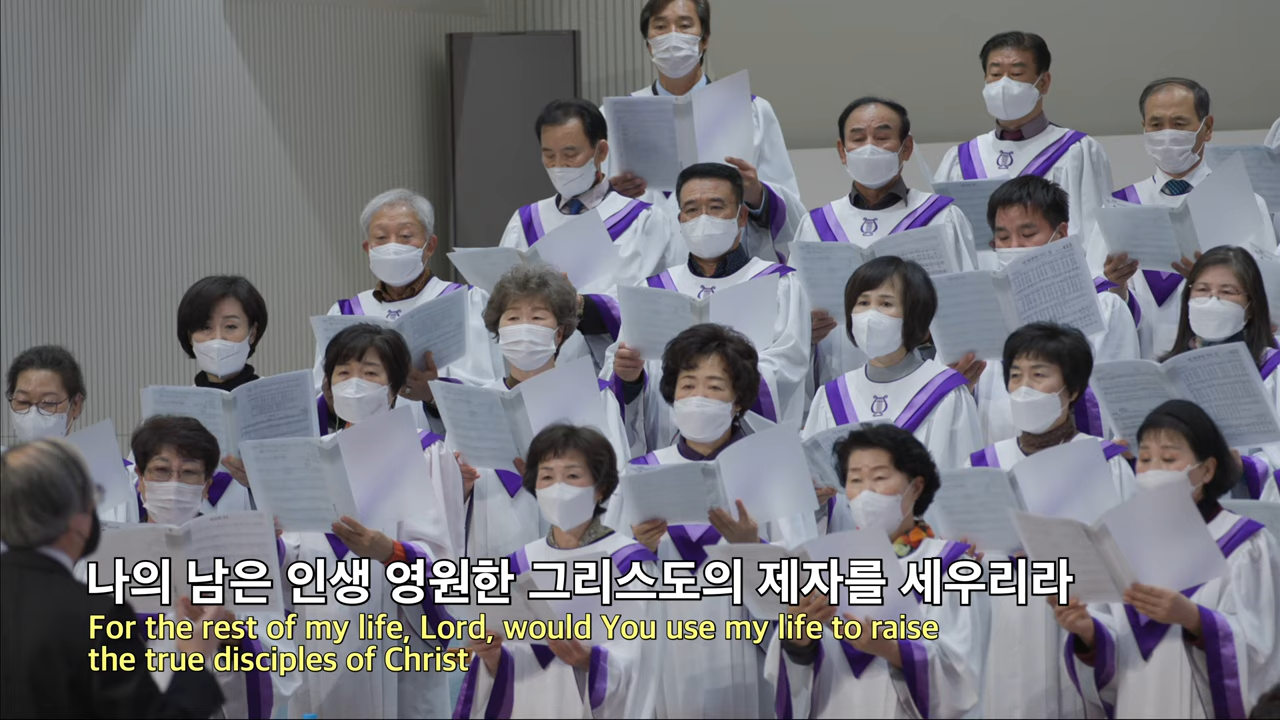 나의 남은 인생 영원한 그리스도의 제자를 세우리라
For the rest of my life, Lord, would You use my life to raise
the true disciples of Christ